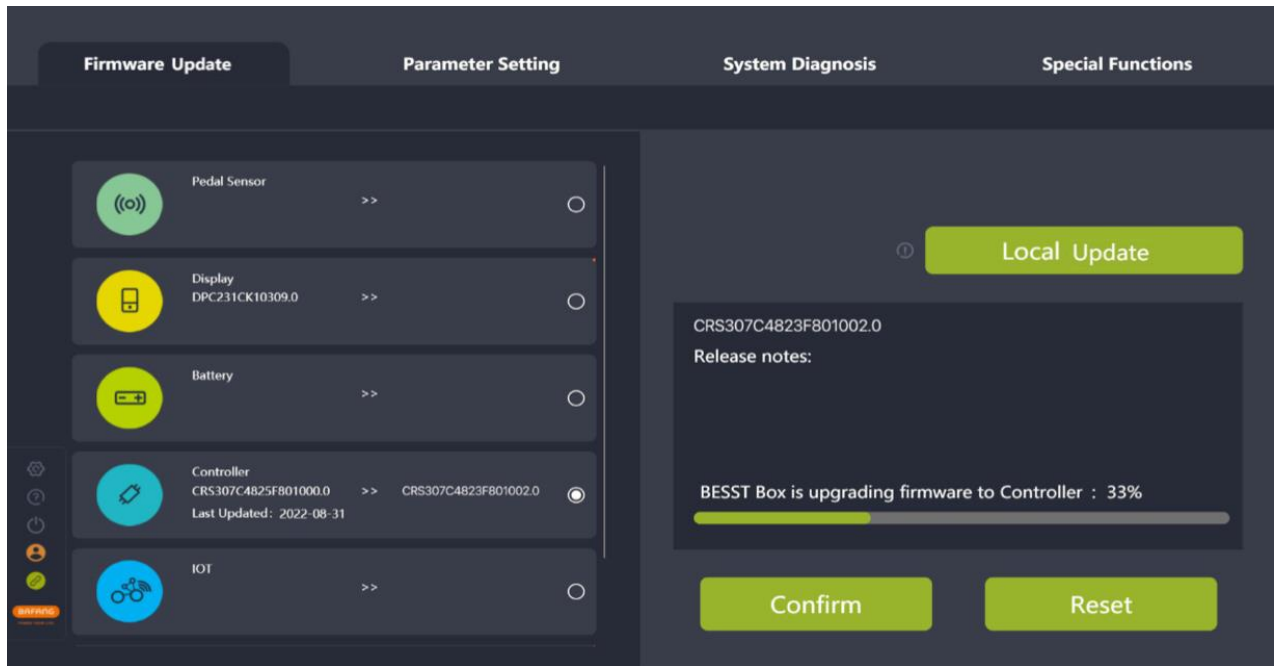 Firmware Update
Parameter Setting
System Diagnosis
Special Functions
Pedal Sensor
>>
Display
DPC231CK10309.0 >>
Battery
>>
Controller
CRS307C4825F801000.0 >> CRS307C4823F801002.0
Last Updated: 2022-08-31
IOT
>>
BAFANG
Local Update
CRS307C4823F801002.0
Release notes:
BESST Box is upgrading firmware to Controller : 33%
Confirm
Reset